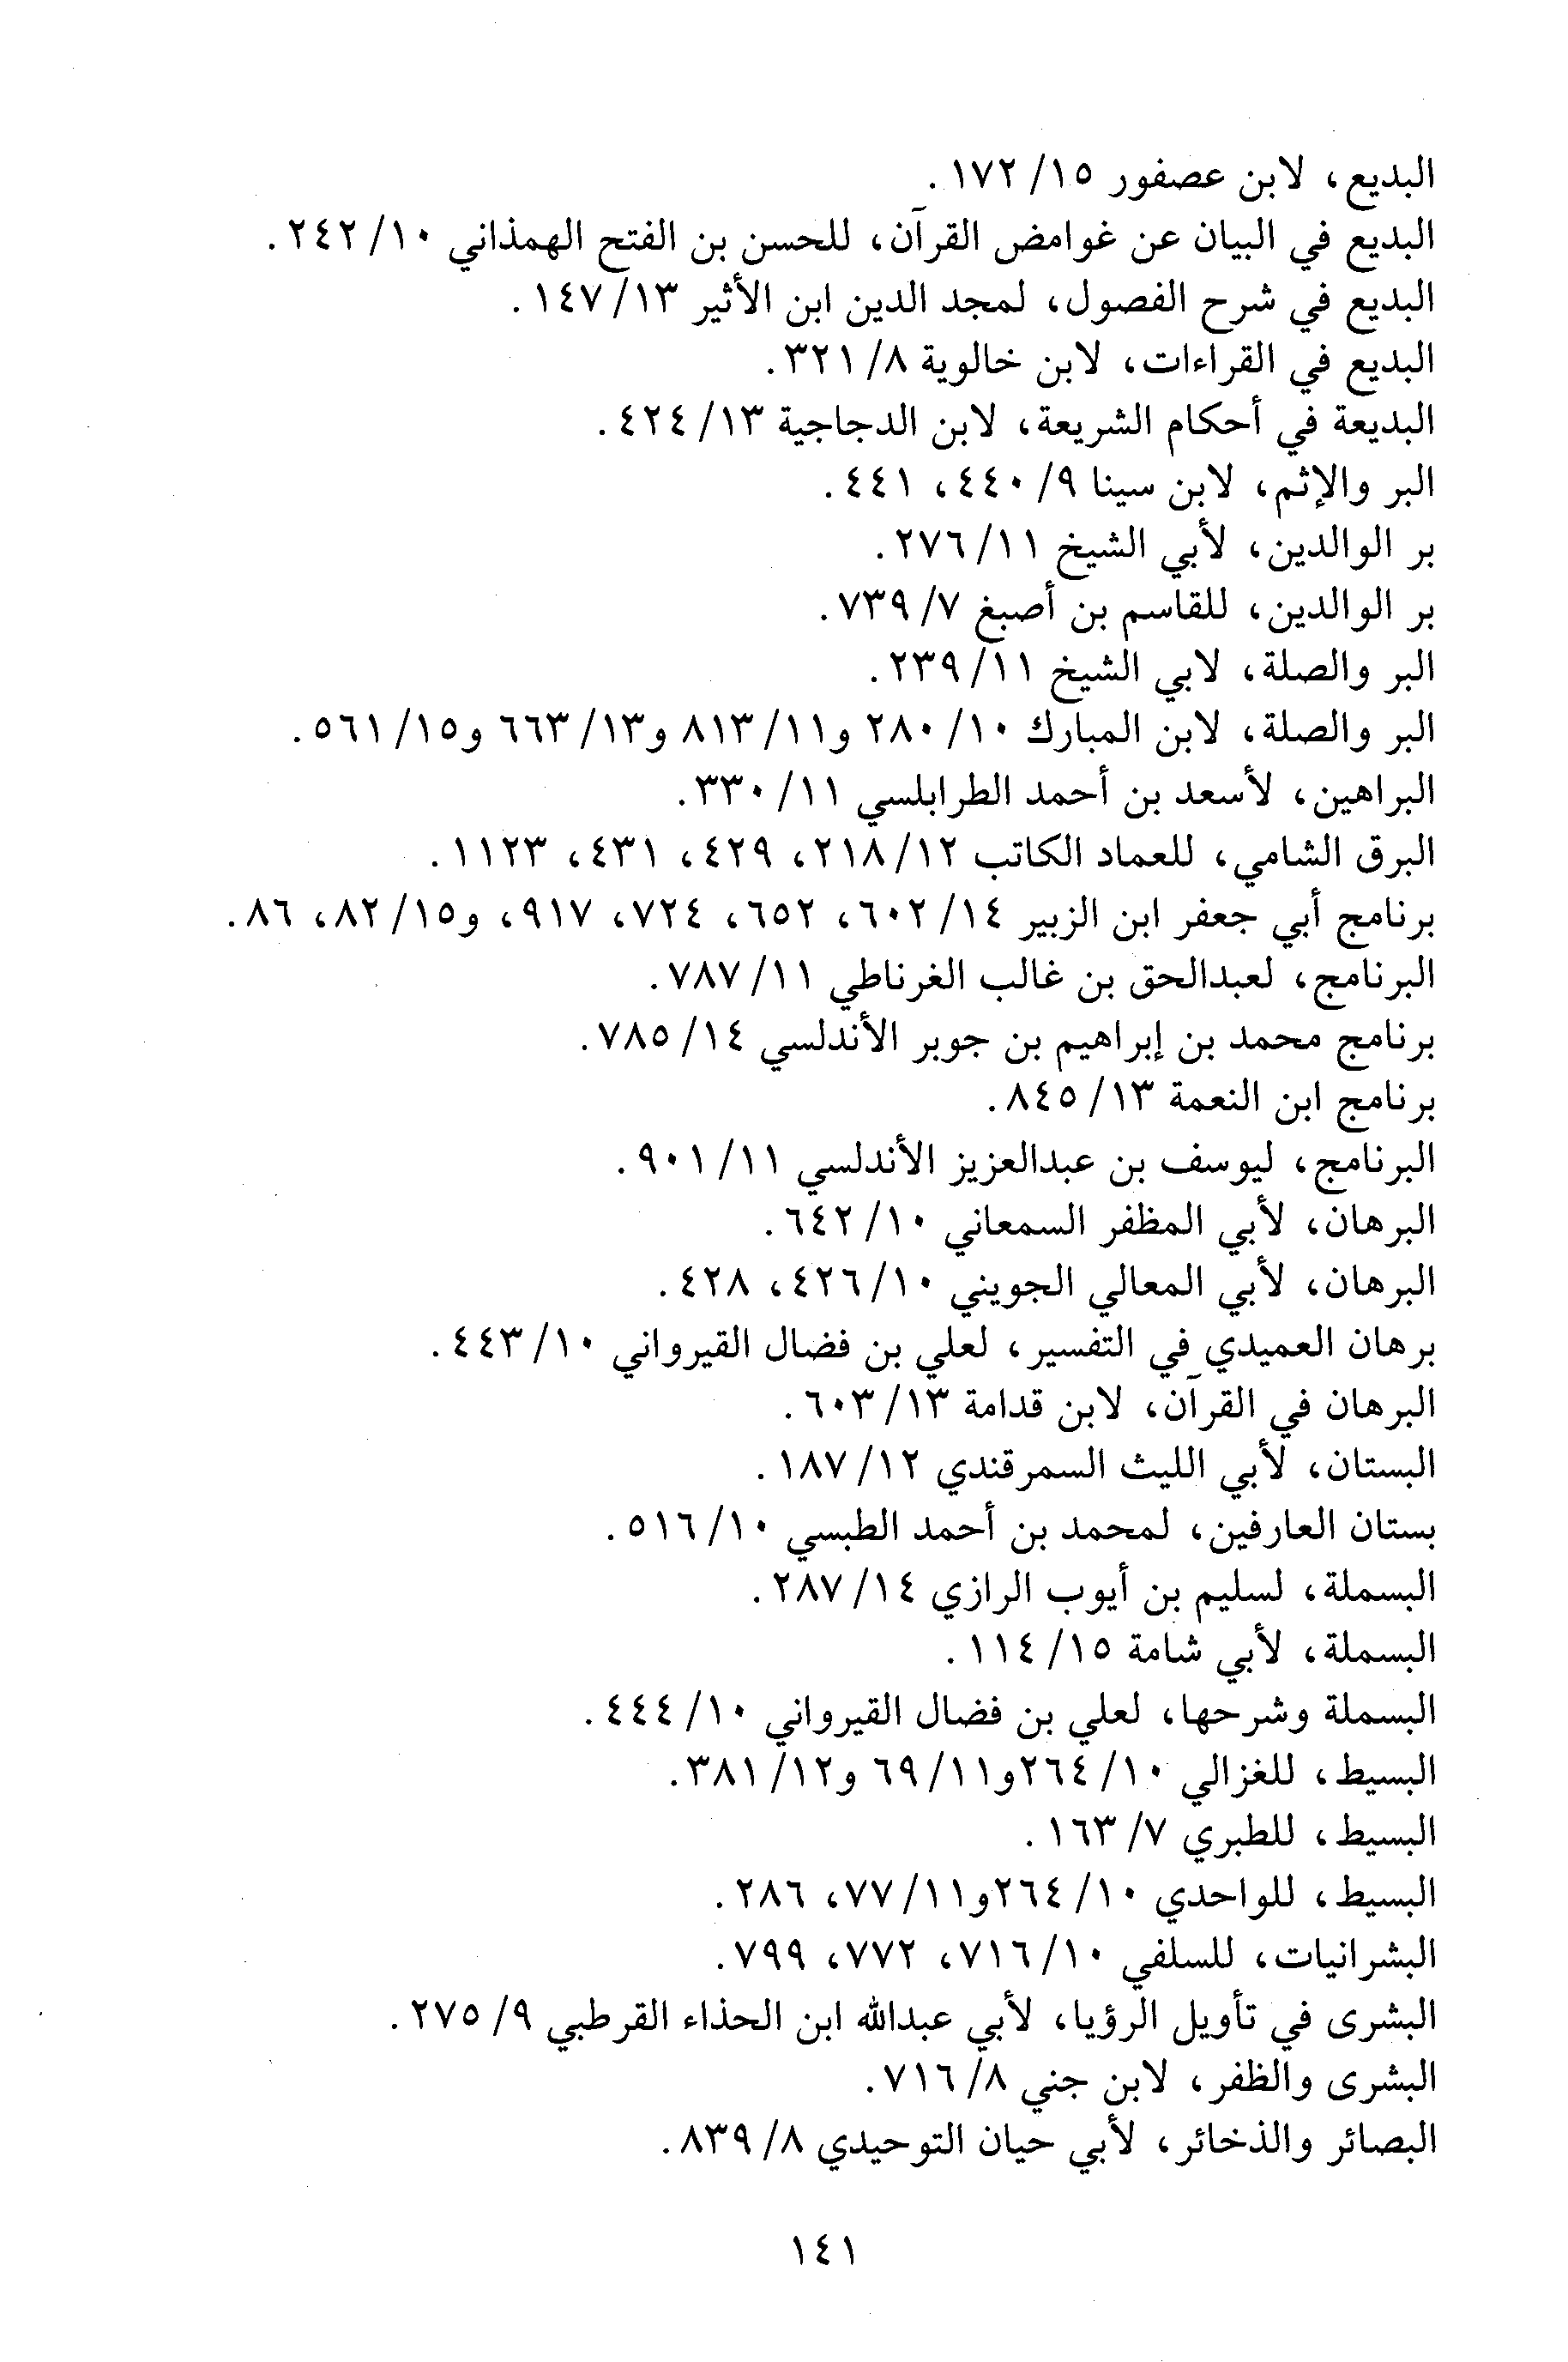 البديع، لابن عصفور ١٥/ ١٧٢.
البديع في البيان عن غوامض القرآن، للحسن بن الفتح الهمذاني ١٠/ ٢٤٢.
البديع في شرح الفصول، لمجد الدين ابن الأثير ١٣/ ١٤٧.
البديع في القراءات، لابن خالوية ٨/ ٣٢١.
البديعة في أحكام الشريعة، لابن الدجاجية ١٣/ ٤٢٤.
البر والإثم، لابن سينا ٩/ ٤٤٠، ٤٤١.
بر الوالدين، لأبي الشيخ ١١/ ٢٧٦.
بر الوالدين، للقاسم بن أصبغ ٧/ ٧٣٩.
البر والصلة، لابي الشيخ ١١/ ٢٣٩.
البر والصلة، لابن المبارك ١٠/ ٢٨٠ و١١/ ٨١٣ و١٣/ ٦٦٣ و١٥/ ٥٦١.
البراهين، لأسعد بن أحمد الطرابلسي ١١/ ٣٣٠.
البرق الشامي، للعماد الكاتب ١٢/ ٢١٨، ٤٢٩، ٤٣١، ١١٢٣.
برنامج أبي جعفر ابن الزبير ١٤/ ٦٠٢، ٦٥٢، ٧٢٤، ٩١٧، و١٥/ ٨٢، ٨٦.
البرنامج، لعبدالحق بن غالب الغرناطي ١١/ ٧٨٧.
برنامج محمد بن إبراهيم بن جوبر الأندلسي ١٤/ ٧٨٥.
برنامج ابن النعمة ١٣/ ٨٤٥.
البرنامج، ليوسف بن عبدالعزيز الأندلسي ١١/ ٩٠١.
البرهان، لأبي المظفر السمعاني ١٠/ ٦٤٢.
البرهان، لأبي المعالي الجويني ١٠/ ٤٢٦، ٤٢٨.
برهان العميدي في التفسير، لعلي بن فضال القيرواني ١٠/ ٤٤٣.
البرهان في القرآن، لابن قدامة ١٣/ ٦٠٣.
البستان، لأبي الليث السمرقندي ١٢/ ١٨٧.
بستان العارفين، لمحمد بن أحمد الطبسي ١٠/ ٥١٦.
البسملة، لسليم بن أيوب الرازي ١٤/ ٢٨٧.
البسملة، لأبي شامة ١٥/ ١١٤.
البسملة وشرحها، لعلي بن فضال القيرواني ١٠/ ٤٤٤.
البسيط، للغزالي ١٠/ ٢٦٤و١١/ ٦٩ و١٢/ ٣٨١.
البسيط، للطبري ٧/ ١٦٣.
البسيط، للواحدي ١٠/ ٢٦٤و١١/ ٧٧، ٢٨٦.
البشرانيات، للسلفي ١٠/ ٧١٦، ٧٧٢، ٧٩٩.
البشرى في تأويل الرؤيا، لأبي عبدالله ابن الحذاء القرطبي ٩/ ٢٧٥.
البشرى والظفر، لابن جني ٨/ ٧١٦.
البصائر والذخائر، لأبي حيان التوحيدي ٨/ ٨٣٩.
١٤١